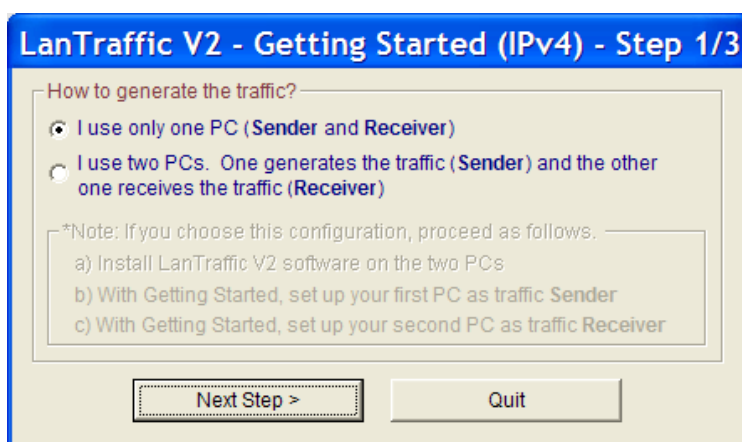 LanTraffic V2 - Getting Started (IPv4) - Step 1/3
How to generate the traffic?
I use only one PC (Sender and Receiver)
I use two PCs. One generates the traffic (Sender) and the other
one receives the traffic (Receiver)
*Note: If you choose this configuration, proceed as follows.
a) Install LanTraffic V2 software on the two PCs
b) With Getting Started, set up your first PC as traffic Sender
c) With Getting Started, set up your second PC as traffic Receiver
Next Step > Quit